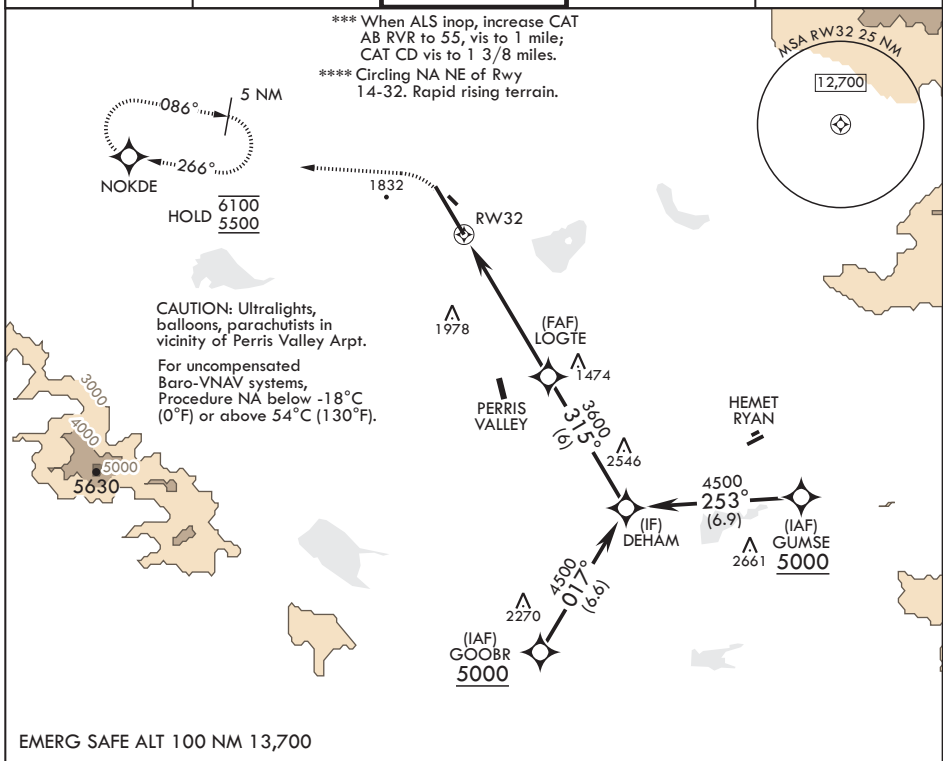 *** When ALS inop, increase CAT
AB RVR to 55, vis to 1 mile;
CAT CD vis to 1 3/8 miles.
**** Circling NA NE of Rwy
14-32. Rapid rising terrain.
MSA RW32 25 NM
12,700
086°
5 NM
266°
NOKDE
HOLD
6100
5500
1832
RW32
CAUTION: Ultralights,
balloons, parachutists in
vicinity of Perris Valley Arpt.
For uncompensated
Baro-VNAV systems,
Procedure NA below -18°C
(0°F) or above 54°C (130°F).
1978
(FAF)
LOGTE
1474
PERRIS
VALLEY
3600
315°
(6)
2546
HEMET
RYAN
3000
4000
5000
5630
4500
253°
(6.9)
(IF)
DEHAM
(IAF)
GUMSE
5000
2661
4500
017°
(6.6)
2270
(IAF)
GOOBR
5000
EMERG SAFE ALT 100 NM 13,700